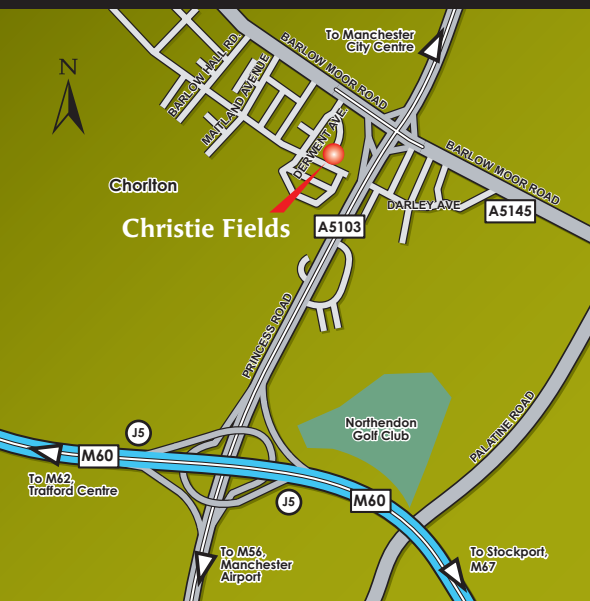 To Manchester
City Centre
N
BARLOW HALL RD.
MAITLAND AVENUE
BARLOW MOOR ROAD
DERWENT AVE.
BARLOW MOOR ROAD
Chorlton
DARLEY AVE
A5145
Christie Fields
A5103
PRINCESS ROAD
Northendon
Golf Club
PALATINE ROAD
J5
M60
To M62,
Trafford Centre
J5
M60
To M56,
Manchester
Airport
To Stockport,
M67